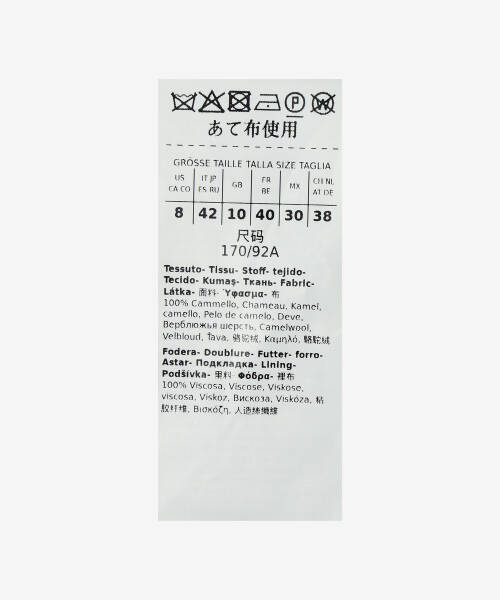 あて布使用
GRÖSSE TAILLE TALLA SIZE TAGLIA
US CA CO IT JP ES RU GB FR BE MX CH NL AT DE
8 42 10 40 30 38
尺码
170/92A
Tessuto- Tissu- Stoff- tejido-
Tecido- Kumaş- Ткань- Fabric-
Látka- 面料- Ύφασμα- 布
100% Cammello, Chameau, Kamel,
camello, Pelo de camelo, Deve,
Верблюжья шерсть, Camelwool,
Velbloud, Ťava, 骆驼绒, Καμηλό, 駱駝絨
Fodera- Doublure- Futter- forro-
Astar- Подкладка- Lining-
Podšívka- 里料- Φόδρα- 裡布
100% Viscosa, Viscose, Viskose,
viscosa, Viskoz, Вискоза, Viskóza, 粘
胶纤维, Βισκόζη, 人造絲纖維